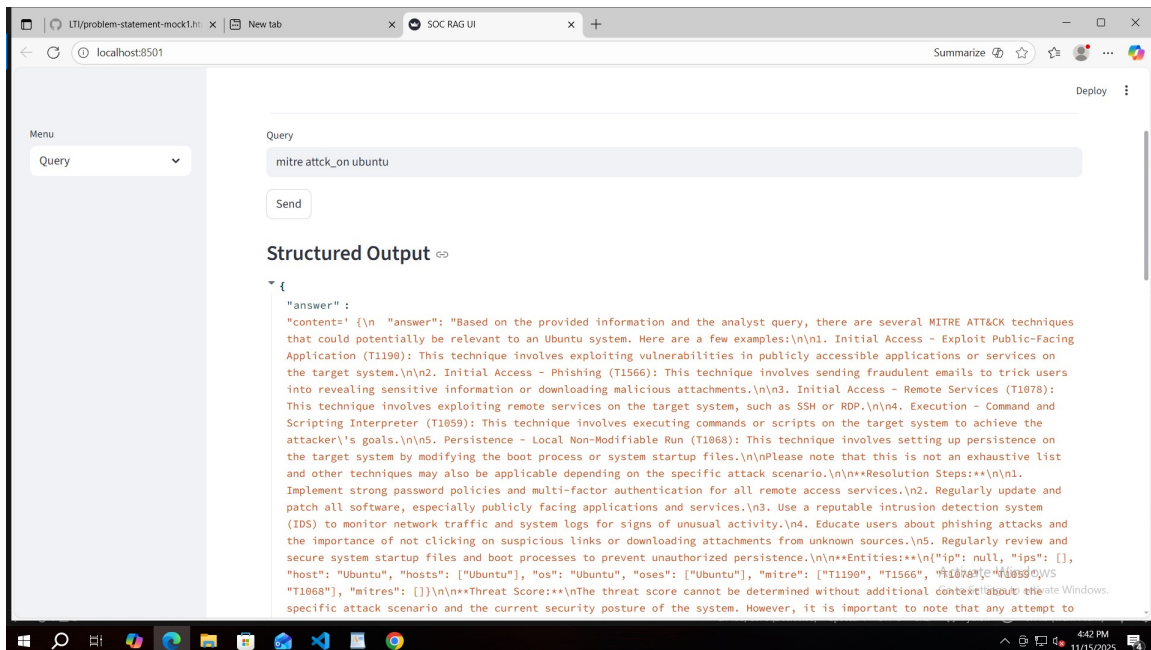 LTI/problem-statement-mock1.ht
New tab
SOC RAG UI
localhost:8501
Summarize
Deploy
Menu
Query
Query
mitre attck_on ubuntu
Send
Structured Output
{
"answer" :
"content=' {\n "answer": "Based on the provided information and the analyst query, there are several MITRE ATT&CK techniques
that could potentially be relevant to an Ubuntu system. Here are a few examples:\n\n1. Initial Access - Exploit Public-Facing
Application (T1190): This technique involves exploiting vulnerabilities in publicly accessible applications or services on
the target system.\n\n2. Initial Access - Phishing (T1566): This technique involves sending fraudulent emails to trick users
into revealing sensitive information or downloading malicious attachments.\n\n3. Initial Access - Remote Services (T1078):
This technique involves exploiting remote services on the target system, such as SSH or RDP.\n\n4. Execution - Command and
Scripting Interpreter (T1059): This technique involves executing commands or scripts on the target system to achieve the
attacker\'s goals.\n\n5. Persistence - Local Non-Modifiable Run (T1068): This technique involves setting up persistence on
the target system by modifying the boot process or system startup files.\n\nPlease note that this is not an exhaustive list
and other techniques may also be applicable depending on the specific attack scenario.\n\n**Resolution Steps:**\n\n1.
Implement strong password policies and multi-factor authentication for all remote access services.\n2. Regularly update and
patch all software, especially publicly facing applications and services.\n3. Use a reputable intrusion detection system
(IDS) to monitor network traffic and system logs for signs of unusual activity.\n4. Educate users about phishing attacks and
the importance of not clicking on suspicious links or downloading attachments from unknown sources.\n5. Regularly review and
secure system startup files and boot processes to prevent unauthorized persistence.\n\n**Entities:**\n{"ip": null, "ips": [],
"host": "Ubuntu", "hosts": ["Ubuntu"], "os": "Ubuntu", "oses": ["Ubuntu"], "mitre": ["T1190", "T1566", "T1078", "T1059",
Activate Windows
"T1068"], "mitres": []}\n\n**Threat Score:**\nThe threat score cannot be determined without additional context about the
Go to Settings to activate Windows.
specific attack scenario and the current security posture of the system. However, it is important to note that any attempt to
4:42 PM
11/15/2025
4